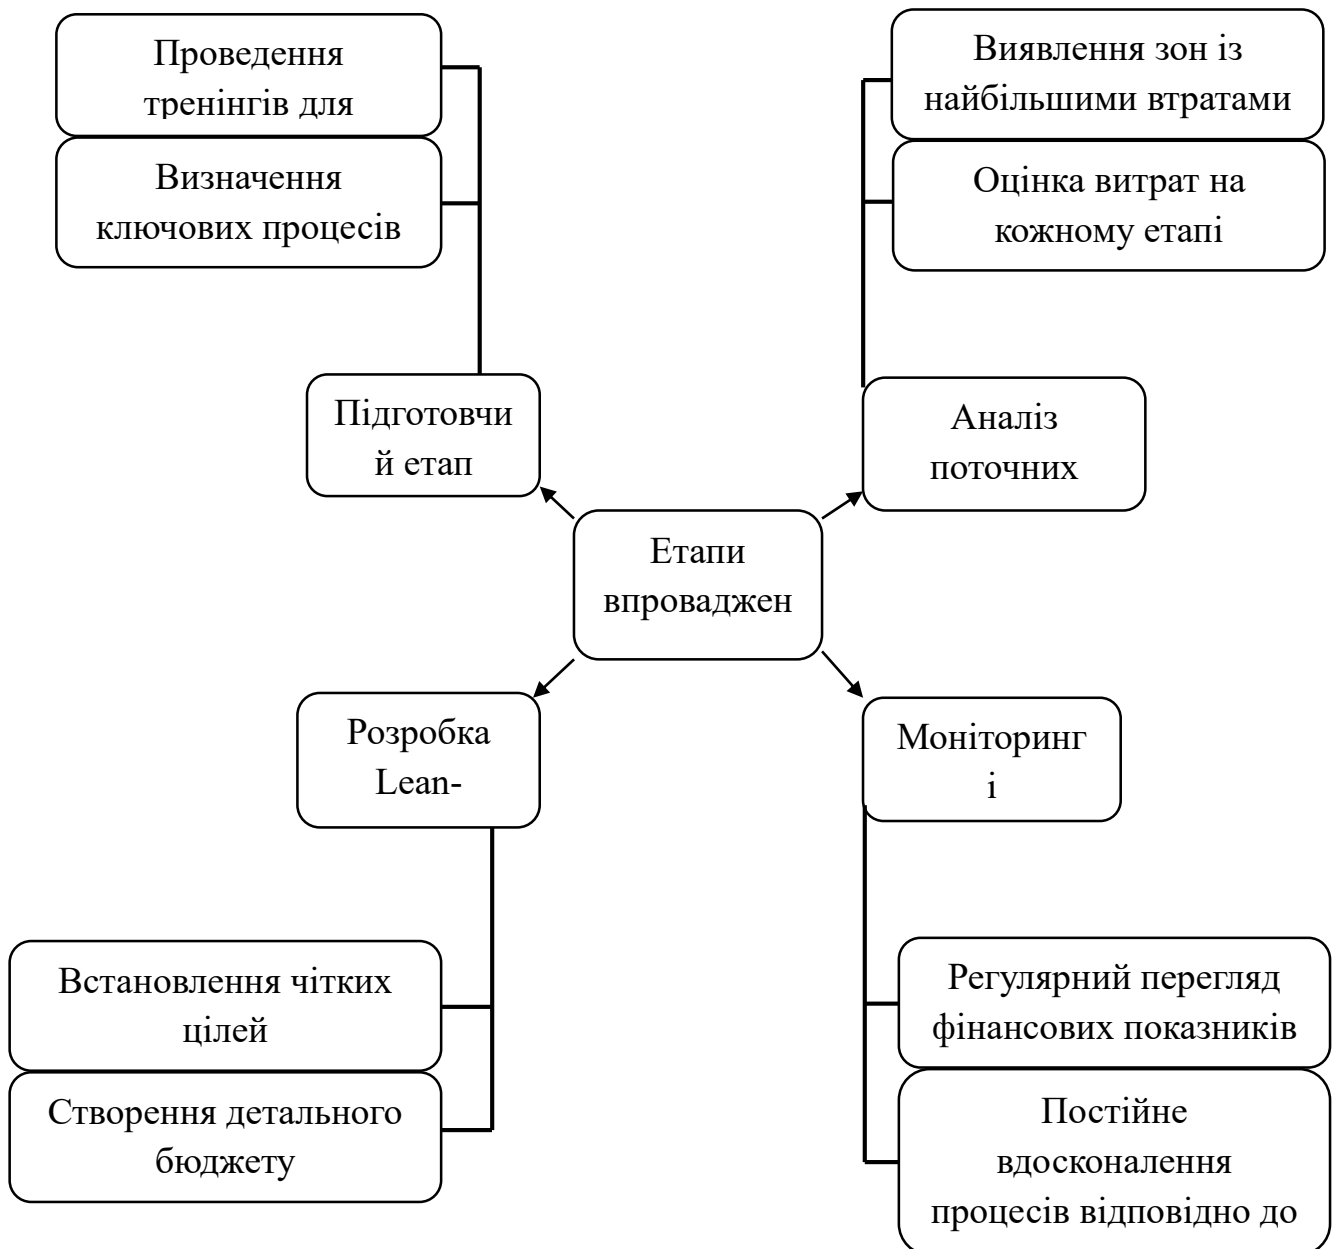 Проведення
тренінгів для
Визначення
ключових процесів
Виявлення зон із
найбільшими втратами
Оцінка витрат на
кожному етапі
Підготовчи
й етап
Аналіз
поточних
Етапи
впроваджен
Розробка
Lean-
Моніторинг
і
Встановлення чітких
цілей
Створення детального
бюджету
Регулярний перегляд
фінансових показників
Постійне
вдосконалення
процесів відповідно до